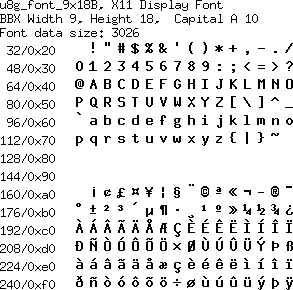 u8g_font_9x18B, X11 Display Font
BBX Width 9, Height 18, Capital A 10
Font data size: 3026
32/0x20 ! " # $ % & ' ( ) * + , - . /
48/0x30 0 1 2 3 4 5 6 7 8 9 : ; < = > ?
64/0x40 @ A B C D E F G H I J K L M N O
80/0x50 P Q R S T U V W X Y Z [ \ ] ^ _
96/0x60 ` a b c d e f g h i j k l m n o
112/0x70 p q r s t u v w x y z { | } ~
128/0x80
144/0x90
160/0xa0 ¡ ¢ £ ¤ ¥ ¦ § ¨ © ª « ¬ - ® ¯
176/0xb0 ° ± ² ³ ´ µ ¶ · ¸ ¹ º » ¼ ½ ¾ ¿
192/0xc0 À Á Â Ã Ä Å Æ Ç È É Ê Ë Ì Í Î Ï
208/0xd0 Ð Ñ Ò Ó Ô Õ Ö × Ø Ù Ú Û Ü Ý Þ ß
224/0xe0 à á â ã ä å æ ç è é ê ë ì í î ï
240/0xf0 ð ñ ò ó ô õ ö ÷ ø ù ú û ü ý þ ÿ